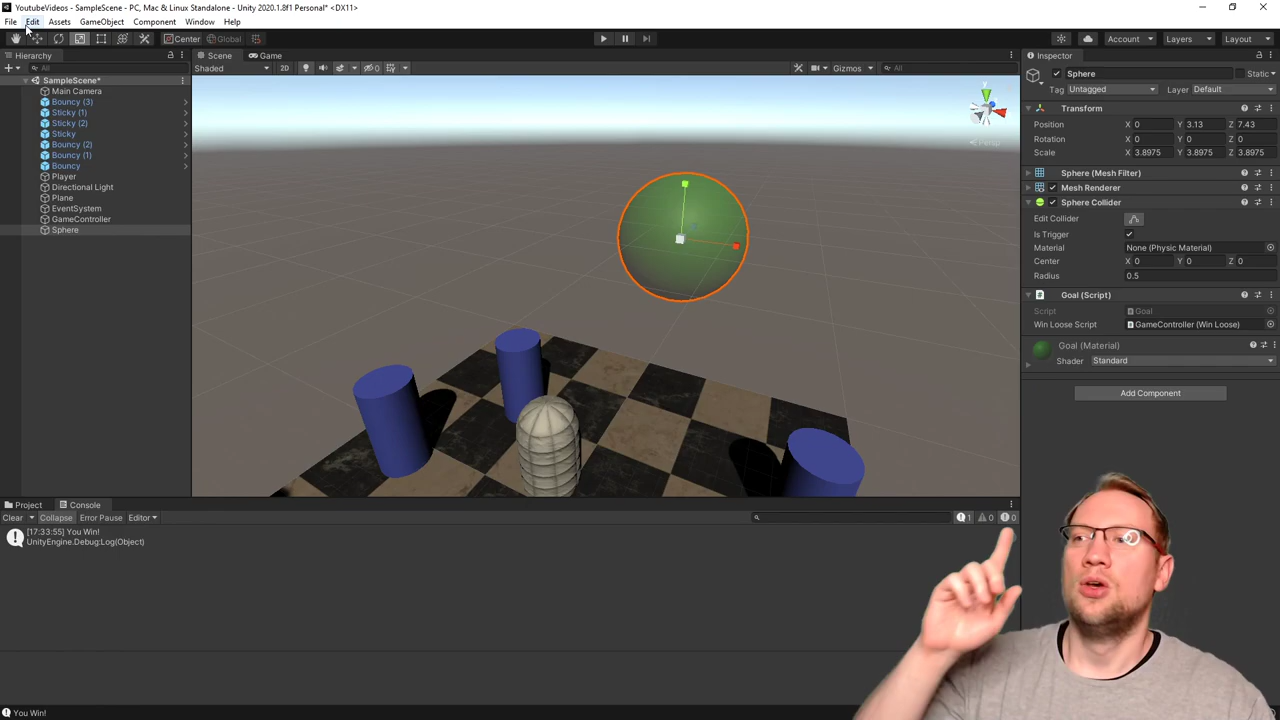 YoutubeVideos - SampleScene - PC, Mac & Linux Standalone - Unity 2020.1.8f1 Personal* <DX11>
File Edit Assets GameObject Component Window Help
Center Global Account Layers Layout
Hierarchy
All
SampleScene*
Main Camera
Bouncy (3)
Sticky (1)
Sticky (2)
Sticky
Bouncy (2)
Bouncy (1)
Bouncy
Player
Directional Light
Plane
EventSystem
GameController
Sphere
Scene Game
Shaded 2D 0 Gizmos All
y
Persp
Inspector
Sphere Static
Tag Untagged Layer Default
Transform
Position X 0 Y 3.13 Z 7.43
Rotation X 0 Y 0 Z 0
Scale X 3.8975 Y 3.8975 Z 3.8975
Sphere (Mesh Filter)
Mesh Renderer
Sphere Collider
Edit Collider
Is Trigger
Material None (Physic Material)
Center X 0 Y 0 Z 0
Radius 0.5
Goal (Script)
Script Goal
Win Loose Script GameController (Win Loose)
Goal (Material)
Shader Standard
Add Component
Project Console
Clear Collapse Error Pause Editor 1 0 0
[17:33:55] You Win!
UnityEngine.Debug:Log(Object)
You Win!